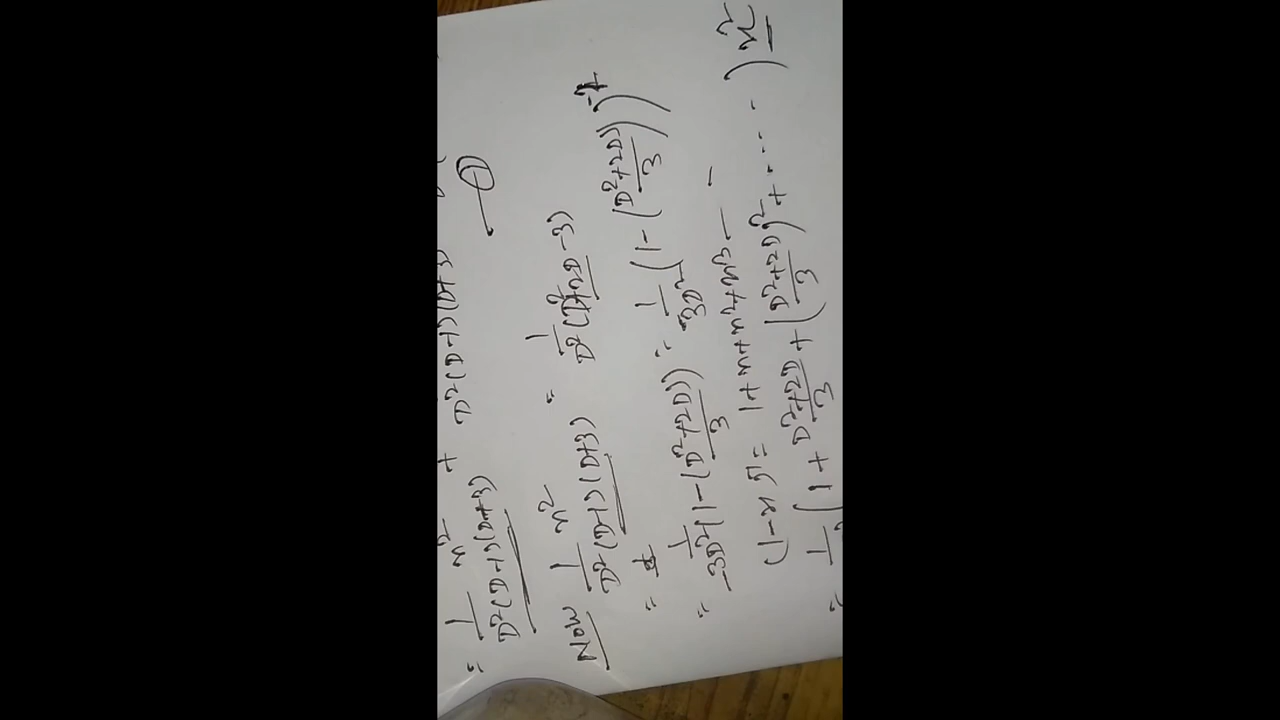 = 1/D²(D-1)(D+3) x² + D²(D-1)(D+3)
①
Now 1/D²(D-1)(D+3) x² = 1/D²(D²+2D-3)
=
= 1/-3D²(1-(D²+2D)/3) = 1/-3D² (1-(D²+2D)/3)⁻¹
(1-x)⁻¹ = 1+x+x²+x³ - -
= 1/ (1+ D²+2D/3 + (D²+2D/3)² + ....) x²